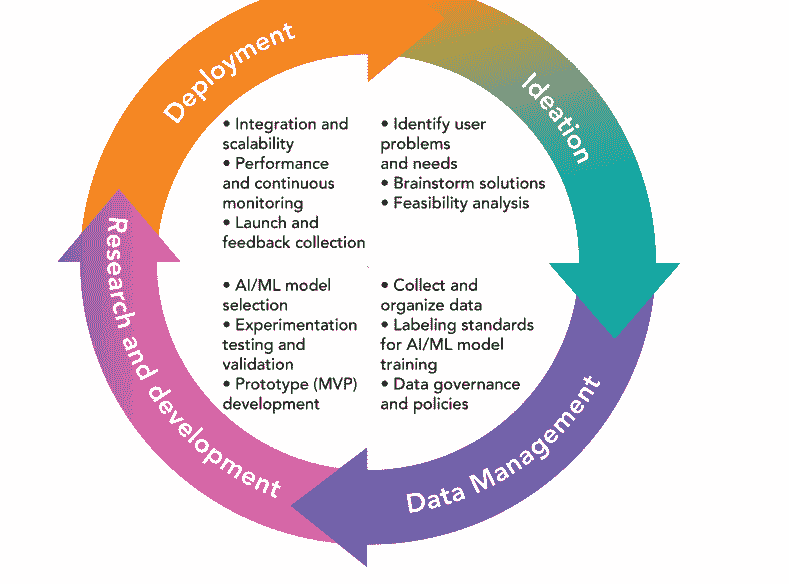 Deployment
Ideation
• Integration and
scalability
• Performance
and continuous
monitoring
• Launch and
feedback collection
• Identify user
problems
and needs
• Brainstorm solutions
• Feasibility analysis
• AI/ML model
selection
• Experimentation
testing and
validation
• Prototype (MVP)
development
• Collect and
organize data
• Labeling standards
for AI/ML model
training
• Data governance
and policies
Research and development
Data Management